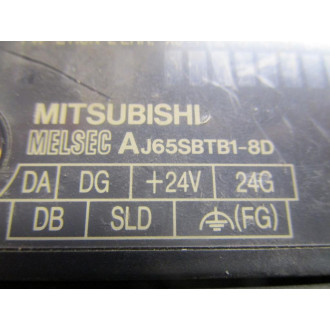 MITSUBISHI
MELSEC AJ65SBTB1-8D
DA DG +24V 24G
DB SLD (FG)